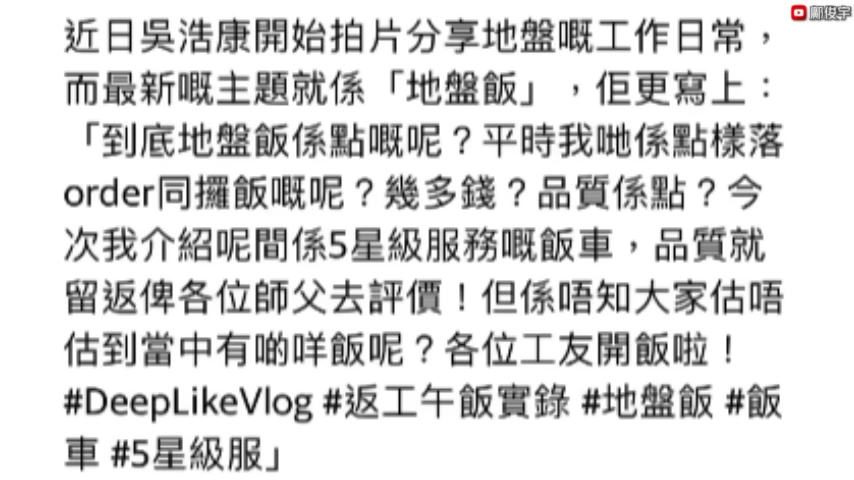 鄺俊宇
近日吳浩康開始拍片分享地盤嘅工作日常，
而最新嘅主題就係「地盤飯」，佢更寫上：
「到底地盤飯係點嘅呢？平時我哋係點樣落
order同攞飯嘅呢？幾多錢？品質係點？今
次我介紹呢間係5星級服務嘅飯車，品質就
留返俾各位師父去評價！但係唔知大家估唔
估到當中有啲咩飯呢？各位工友開飯啦！
#DeepLikeVlog #返工午飯實錄 #地盤飯 #飯
車 #5星級服」